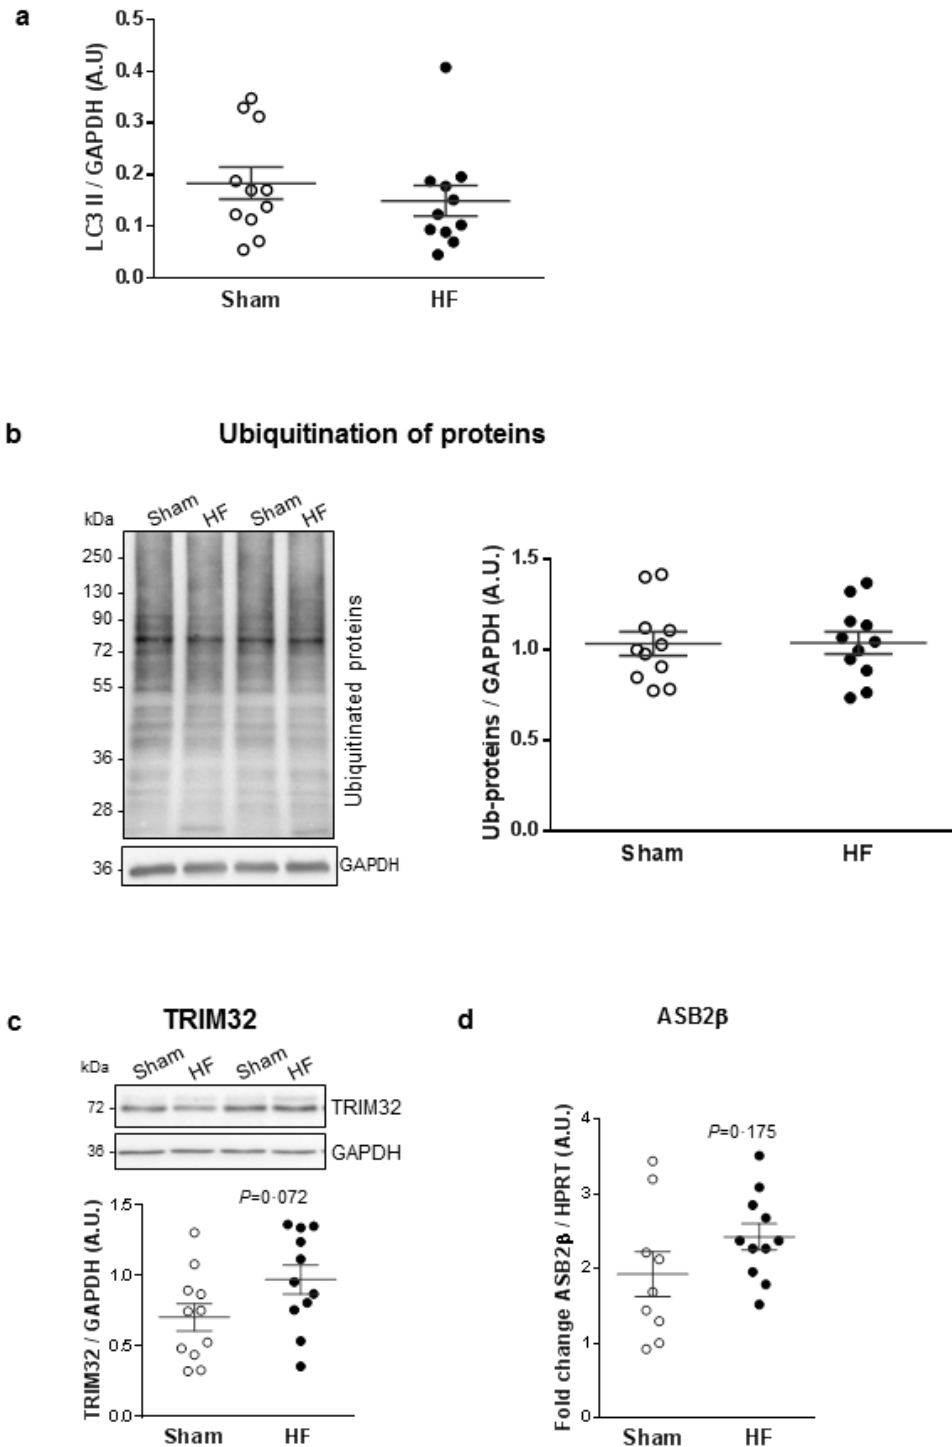 a
LC3 II / GAPDH (A.U)
0.5
0.4
0.3
0.2
0.1
0.0
Sham HF
b Ubiquitination of proteins
kDa Sham HF Sham HF
250
130
90
72
55
36
28
Ubiquitinated proteins
36 GAPDH
Ub-proteins / GAPDH (A.U.)
1.5
1.0
0.5
0.0
Sham HF
c TRIM32
kDa Sham HF Sham HF
72 TRIM32
36 GAPDH
P=0·072
TRIM32 / GAPDH (A.U.)
1.5
1.0
0.5
0.0
Sham HF
d ASB2β
P=0·175
Fold change ASB2β / HPRT (A.U.)
4
3
2
1
0
Sham HF